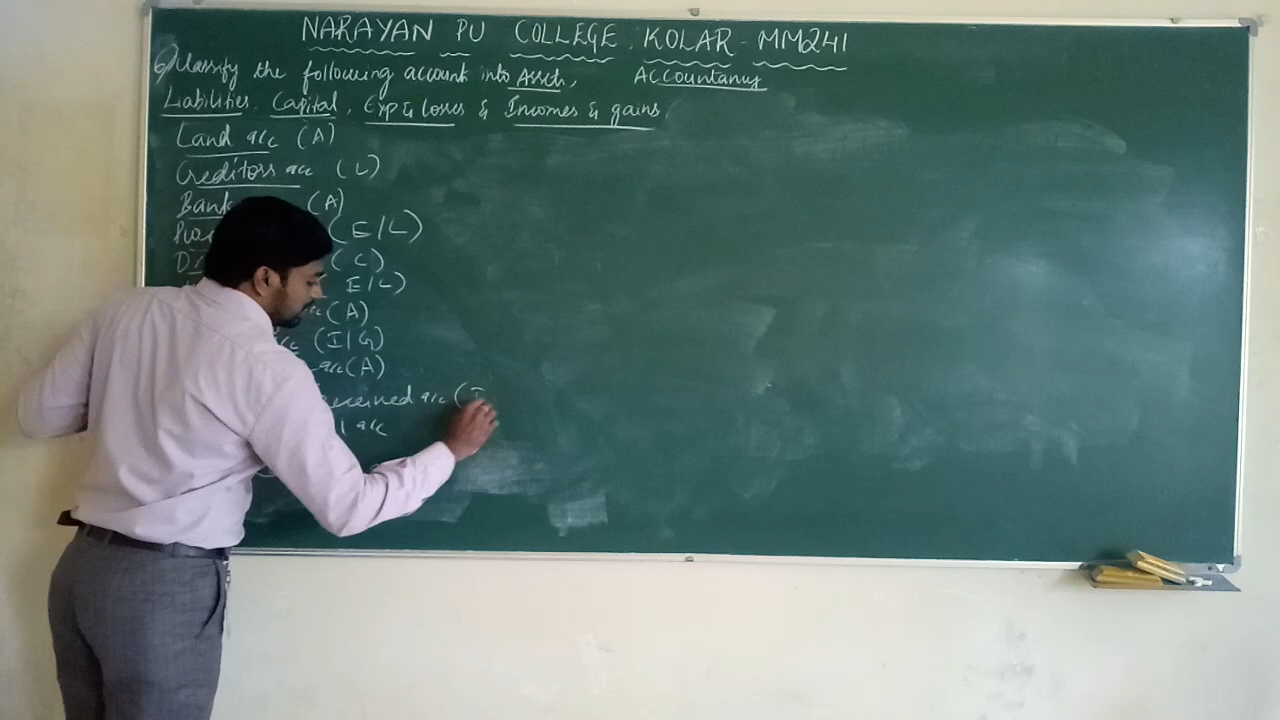 NARAYAN PU COLLEGE, KOLAR - MM241
6) Classify the following account into Assets, Accountancy
Liabilities, Capital, Exp & losses & Incomes & gains.
Land a/c (A)
Creditors a/c (L)
Bank (A)
(E/L)
(C)
E/L)
(A)
(I/G)
a/c (A)
received a/c (I
a/c